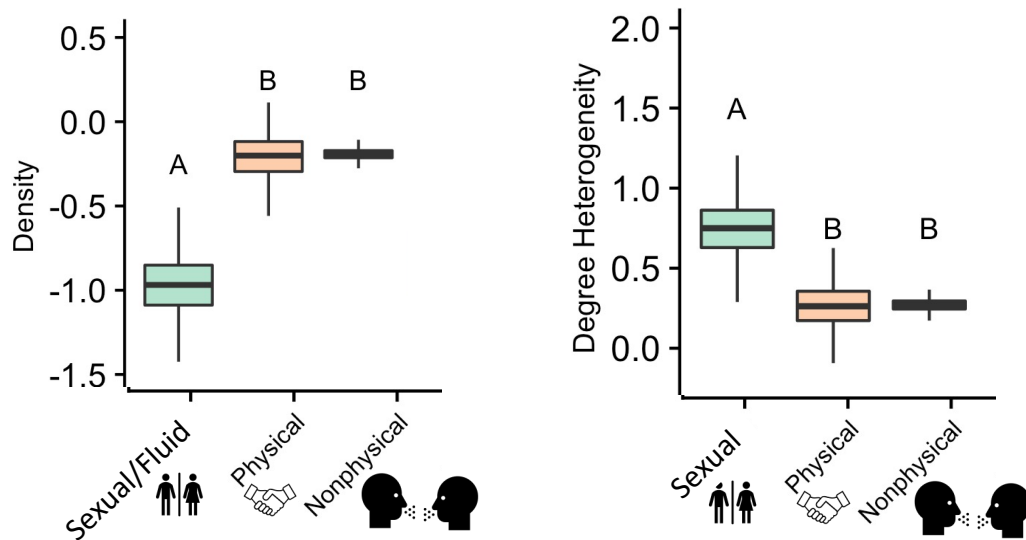 Density
0.5
0.0
-0.5
-1.0
-1.5
A
B
B
Sexual/Fluid
Physical
Nonphysical
Degree Heterogeneity
2.0
1.5
1.0
0.5
0.0
A
B
B
Sexual
Physical
Nonphysical